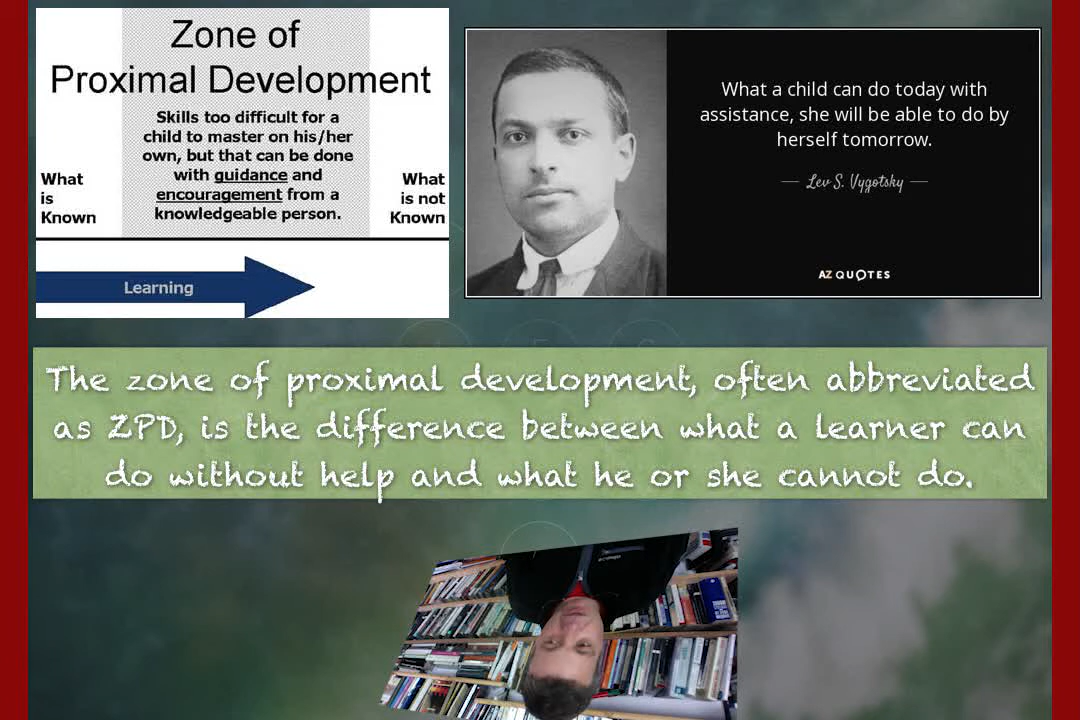 Zone of
Proximal Development
Skills too difficult for a
child to master on his/her
own, but that can be done
with guidance and
encouragement from a
knowledgeable person.
What
is
Known
What
is not
Known
Learning
What a child can do today with
assistance, she will be able to do by
herself tomorrow.
— Lev S. Vygotsky —
AZ QUOTES
The zone of proximal development, often abbreviated
as ZPD, is the difference between what a learner can
do without help and what he or she cannot do.